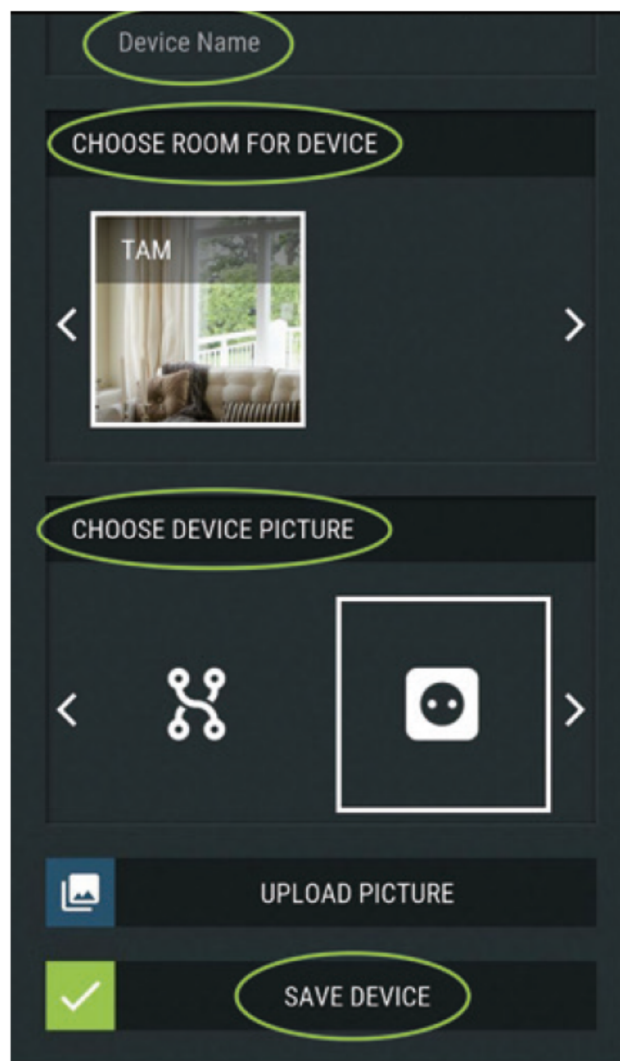 Device Name
CHOOSE ROOM FOR DEVICE
TAM
CHOOSE DEVICE PICTURE
UPLOAD PICTURE
SAVE DEVICE